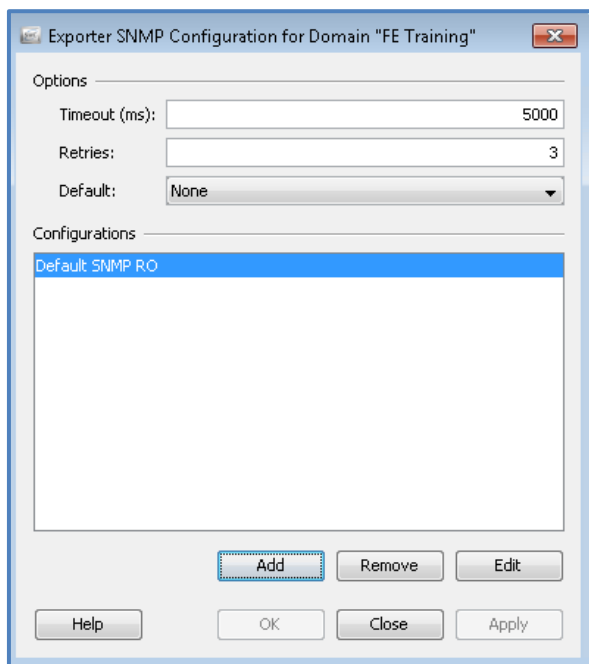 Exporter SNMP Configuration for Domain "FE Training"
Options
Timeout (ms): 5000
Retries: 3
Default: None
Configurations
Default SNMP RO
Add Remove Edit
Help OK Close Apply